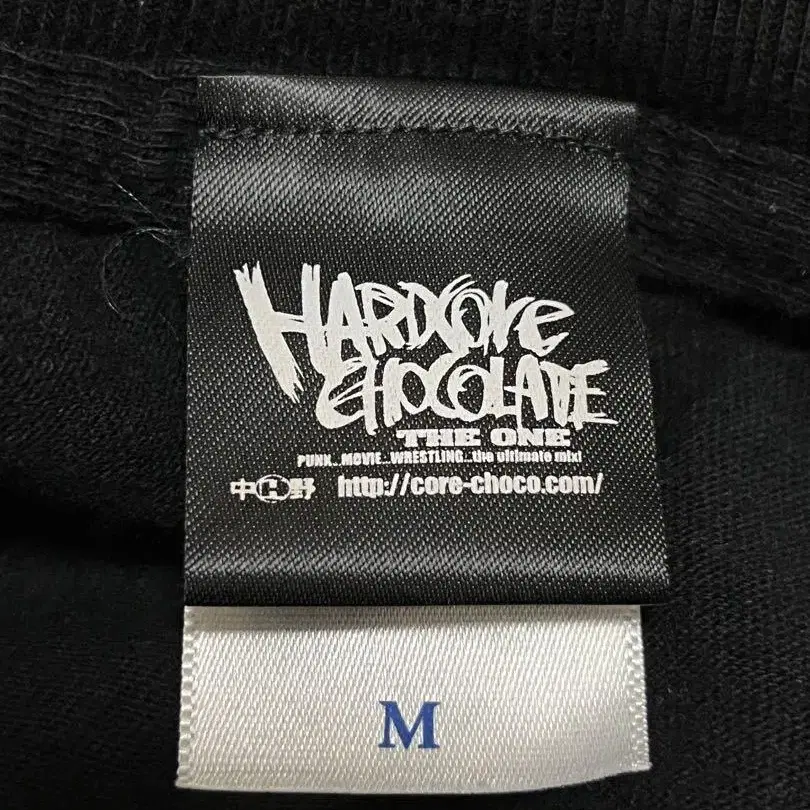 HARDCORE
CHOCOLATE
THE ONE
PUNK...MOVIE...WRESTLING...the ultimate mix!
中H野 http://core-choco.com/
M